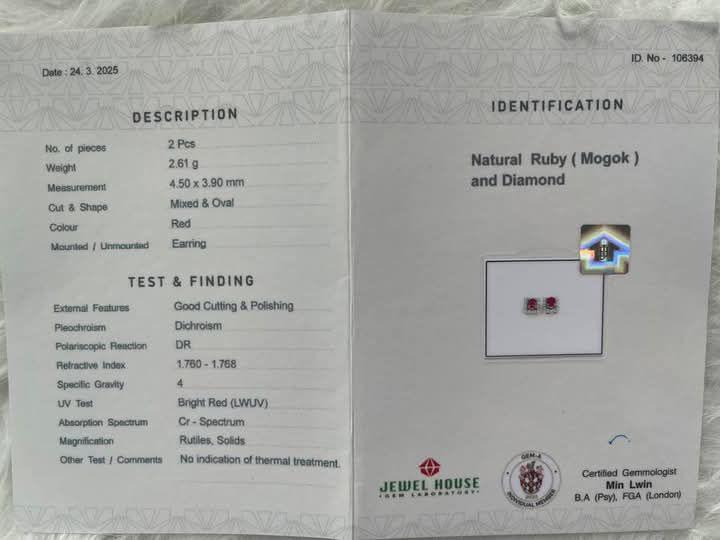 Date : 24. 3. 2025
DESCRIPTION
No. of pieces 2 Pcs
Weight 2.61 g
Measurement 4.50 x 3.90 mm
Cut & Shape Mixed & Oval
Colour Red
Mounted / Unmounted Earring
TEST & FINDING
External Features Good Cutting & Polishing
Pleochroism Dichroism
Polariscopic Reaction DR
Refractive Index 1.760 - 1.768
Specific Gravity 4
UV Test Bright Red (LWUV)
Absorption Spectrum Cr - Spectrum
Magnification Rutiles, Solids
Other Test / Comments No indication of thermal treatment.
ID. No - 106394
IDENTIFICATION
Natural Ruby ( Mogok )
and Diamond
JEWEL HOUSE
GEM LABORATORY
GEM-A
INDIVIDUAL MEMBER
Certified Gemmologist
Min Lwin
B.A (Psy), FGA (London)